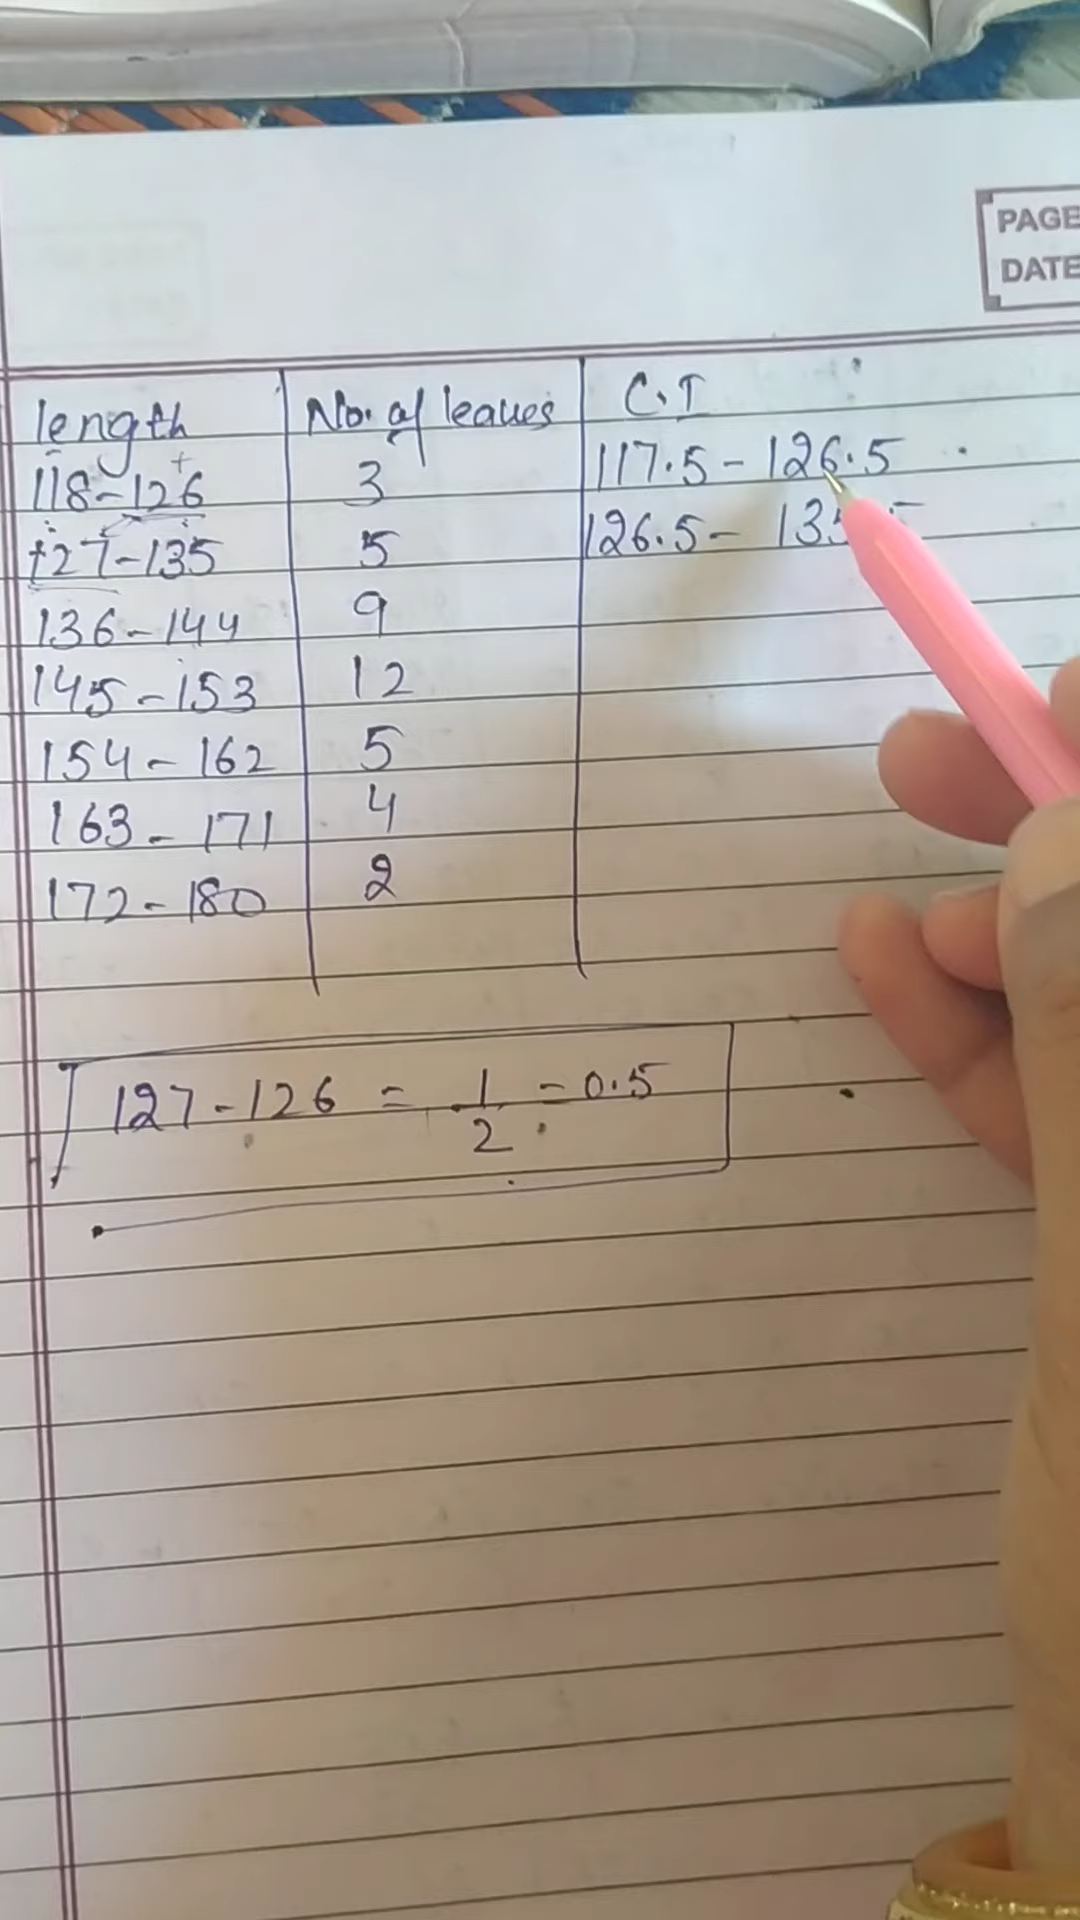 PAGE
DATE
length No. of leaves C.I
118-126 3 117.5-126.5
127-135 5 126.5-
136-144 9
145-153 12
154-162 5
163-171 4
172-180 2
127-126 = 1/2 = 0.5